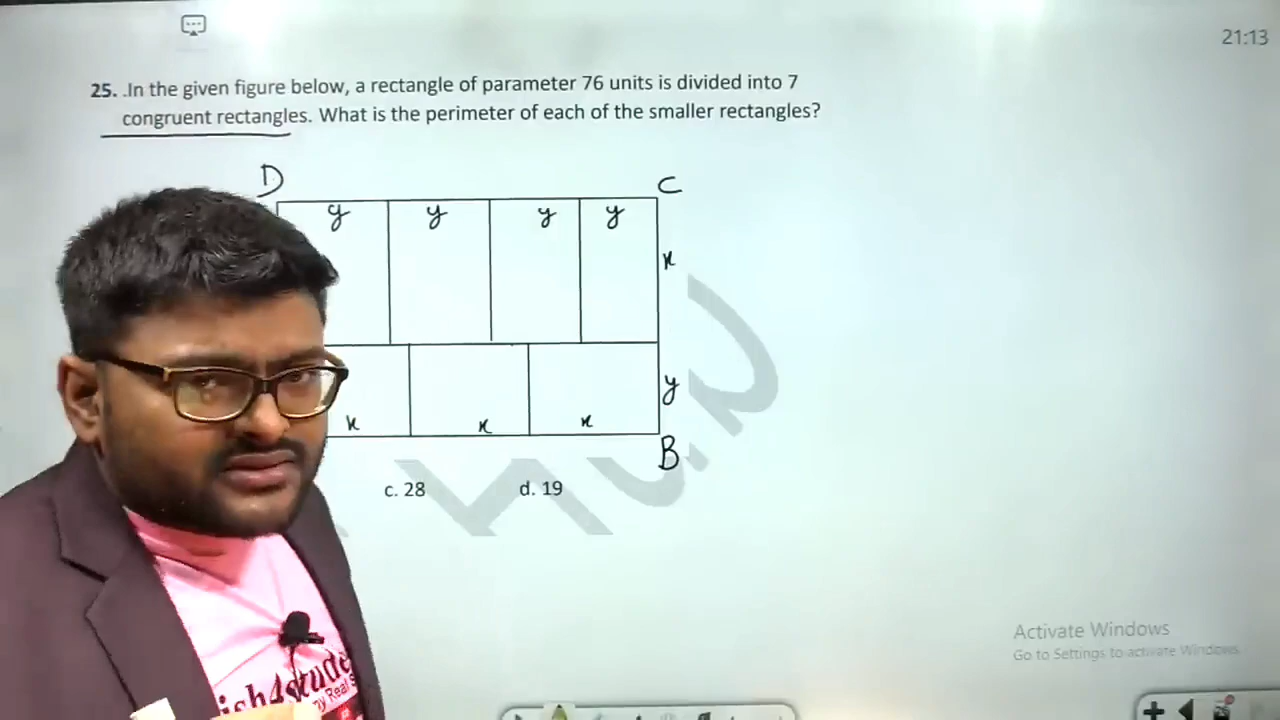 21:13
25. .In the given figure below, a rectangle of parameter 76 units is divided into 7
congruent rectangles. What is the perimeter of each of the smaller rectangles?
D
C
y y y y
x
y
x x x
B
c. 28 d. 19
Activate Windows
Go to Settings to activate Windows.